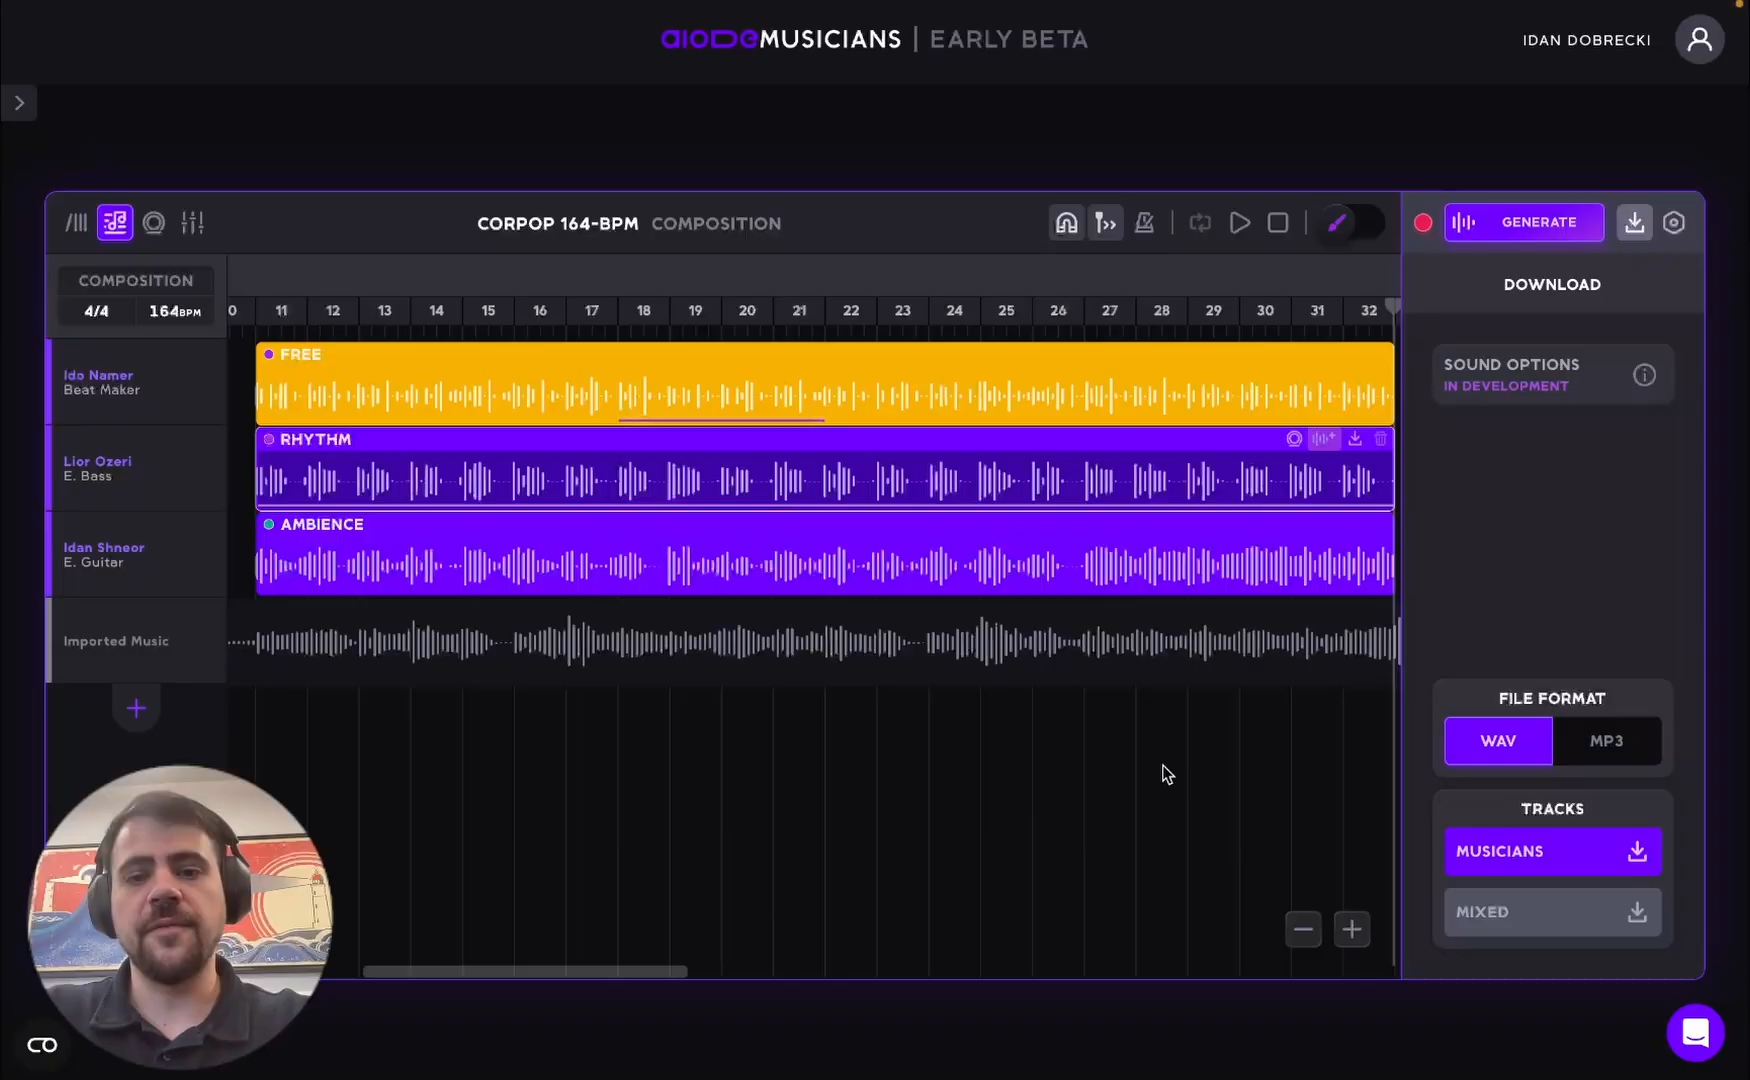 aiode MUSICIANS | EARLY BETA
IDAN DOBRECKI
CORPOP 164-BPM COMPOSITION
GENERATE
COMPOSITION
4/4 164BPM
0 11 12 13 14 15 16 17 18 19 20 21 22 23 24 25 26 27 28 29 30 31 32
DOWNLOAD
FREE
Ido Namer
Beat Maker
SOUND OPTIONS
IN DEVELOPMENT
RHYTHM
Lior Ozeri
E. Bass
AMBIENCE
Idan Shneor
E. Guitar
Imported Music
FILE FORMAT
WAV MP3
TRACKS
MUSICIANS
MIXED